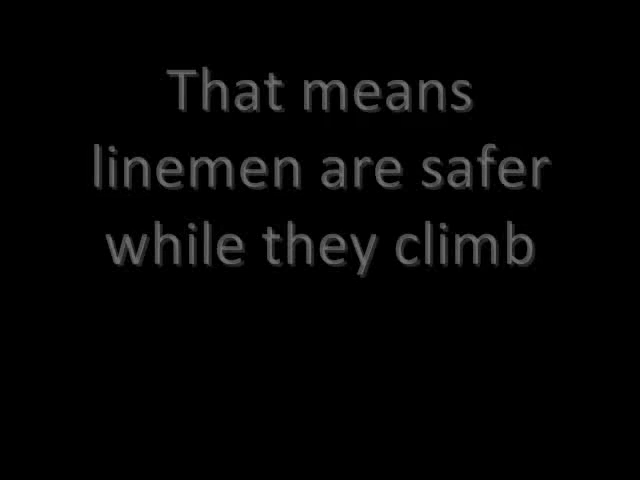 That means
linemen are safer
while they climb